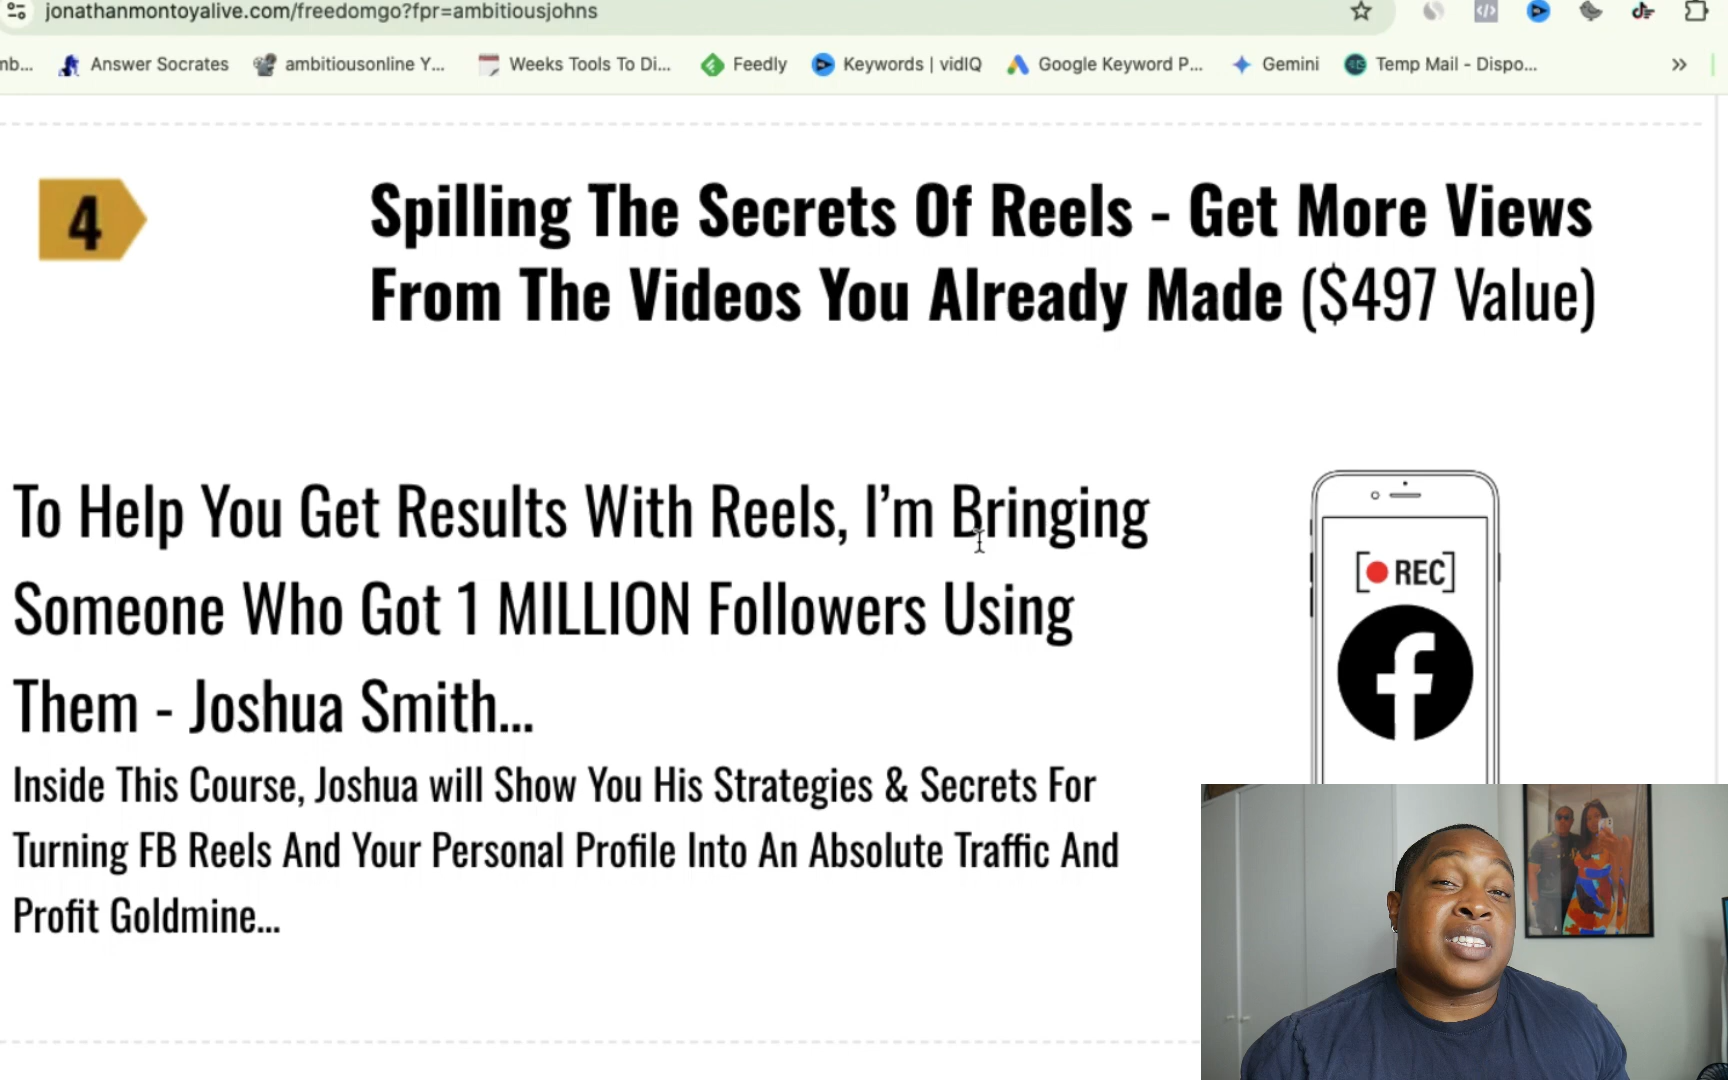 jonathanmontoyalive.com/freedomgo?fpr=ambitiousjohns
mb... Answer Socrates ambitiousonline Y... Weeks Tools To Di... Feedly Keywords | vidIQ Google Keyword P... Gemini Temp Mail - Dispo...
4
Spilling The Secrets Of Reels - Get More Views
From The Videos You Already Made ($497 Value)
To Help You Get Results With Reels, I’m Bringing
Someone Who Got 1 MILLION Followers Using
Them - Joshua Smith...
Inside This Course, Joshua will Show You His Strategies & Secrets For
Turning FB Reels And Your Personal Profile Into An Absolute Traffic And
Profit Goldmine...
[REC]